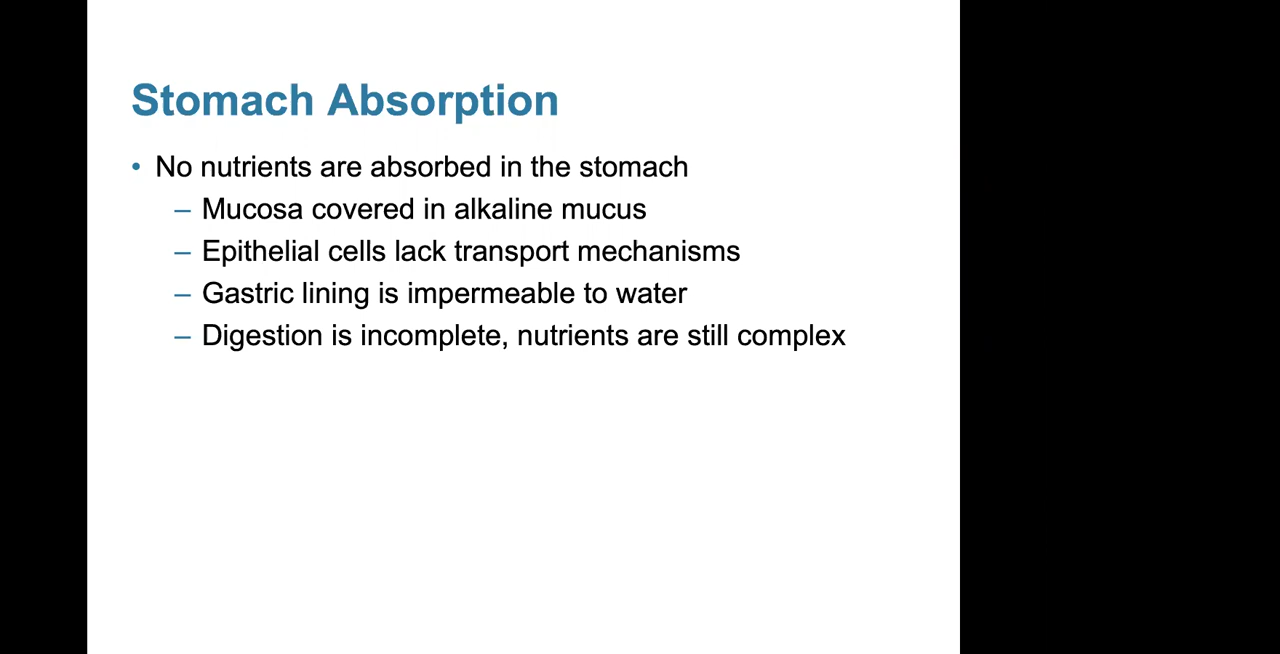 Stomach Absorption
• No nutrients are absorbed in the stomach
– Mucosa covered in alkaline mucus
– Epithelial cells lack transport mechanisms
– Gastric lining is impermeable to water
– Digestion is incomplete, nutrients are still complex